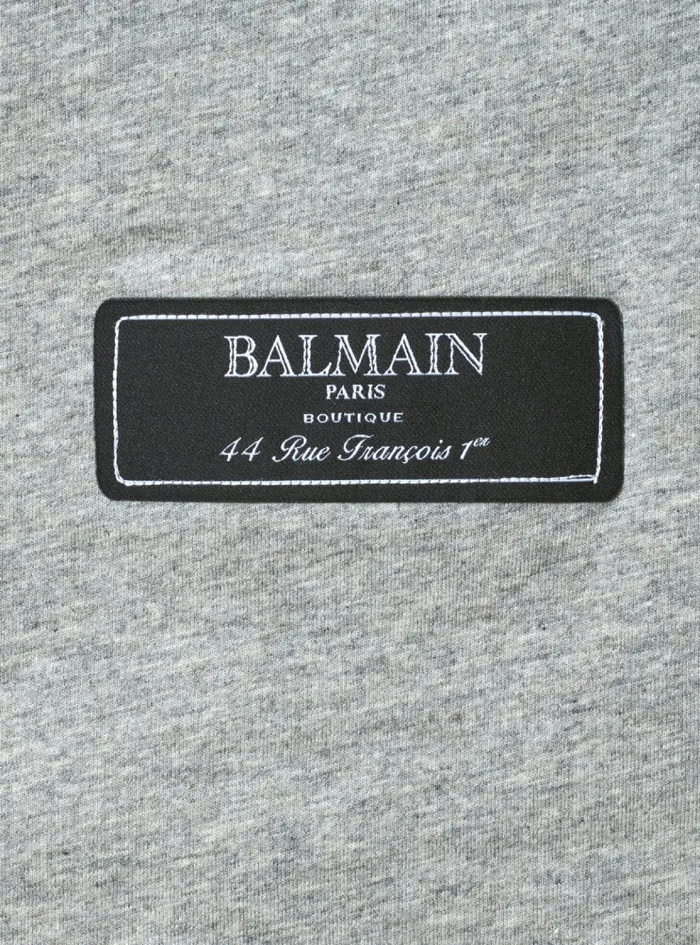 BALMAIN
PARIS
BOUTIQUE
44 Rue François 1er